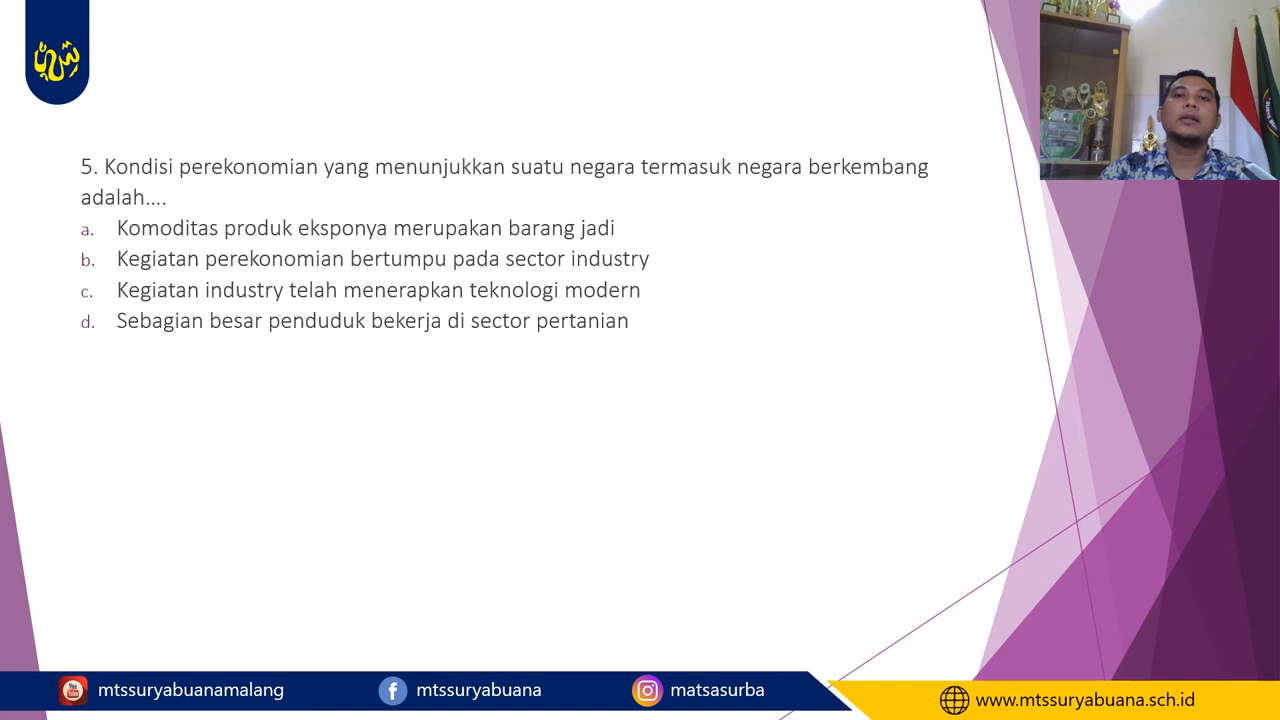 5. Kondisi perekonomian yang menunjukkan suatu negara termasuk negara berkembang
adalah....
a. Komoditas produk eksponya merupakan barang jadi
b. Kegiatan perekonomian bertumpu pada sector industry
c. Kegiatan industry telah menerapkan teknologi modern
d. Sebagian besar penduduk bekerja di sector pertanian
mtssuryabuanamalang
mtssuryabuana
matsasurba
www.mtssuryabuana.sch.id